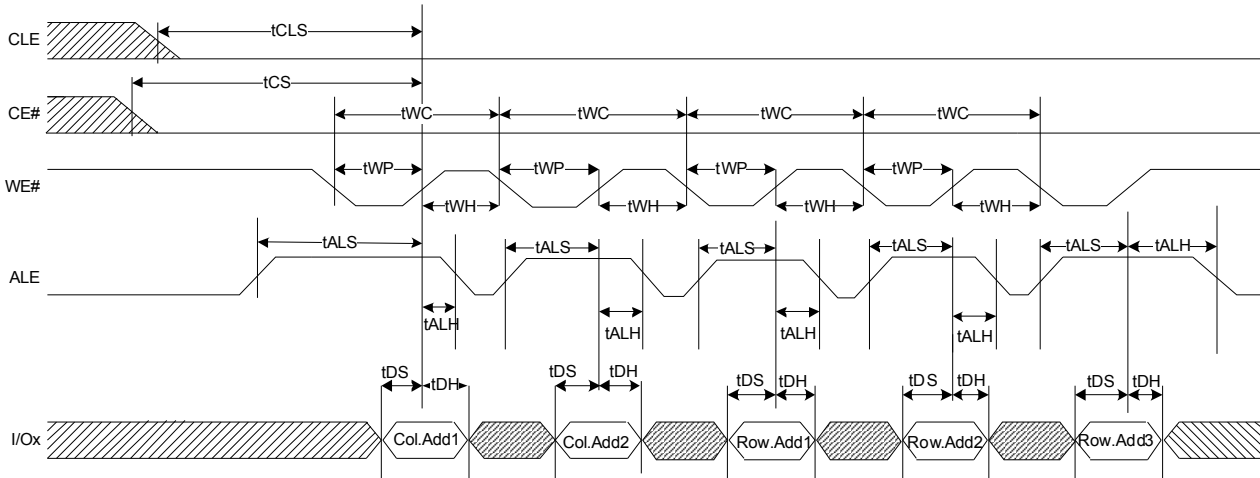 CLE
tCLS
tCS
CE#
tWC tWC tWC tWC
WE#
tWP tWP tWP tWP
tWH tWH tWH tWH
ALE
tALS tALS tALS tALS tALS tALH
tALH tALH tALH tALH
tDS tDH tDS tDH tDS tDH tDS tDH tDS tDH
I/Ox
Col.Add1 Col.Add2 Row.Add1 Row.Add2 Row.Add3